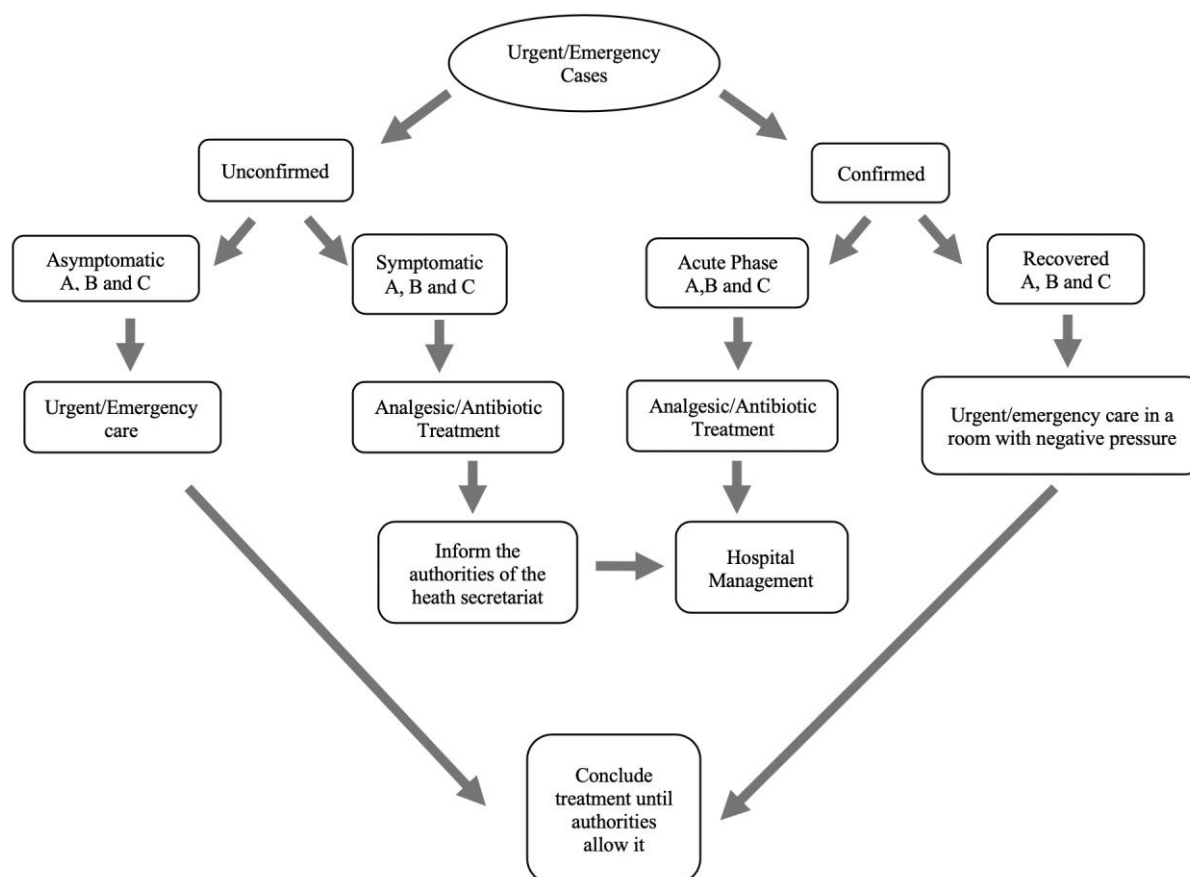 Urgent/Emergency
Cases
Unconfirmed
Confirmed
Asymptomatic
A, B and C
Symptomatic
A, B and C
Acute Phase
A,B and C
Recovered
A, B and C
Urgent/Emergency
care
Analgesic/Antibiotic
Treatment
Analgesic/Antibiotic
Treatment
Urgent/emergency care in a
room with negative pressure
Inform the
authorities of the
heath secretariat
Hospital
Management
Conclude
treatment until
authorities
allow it